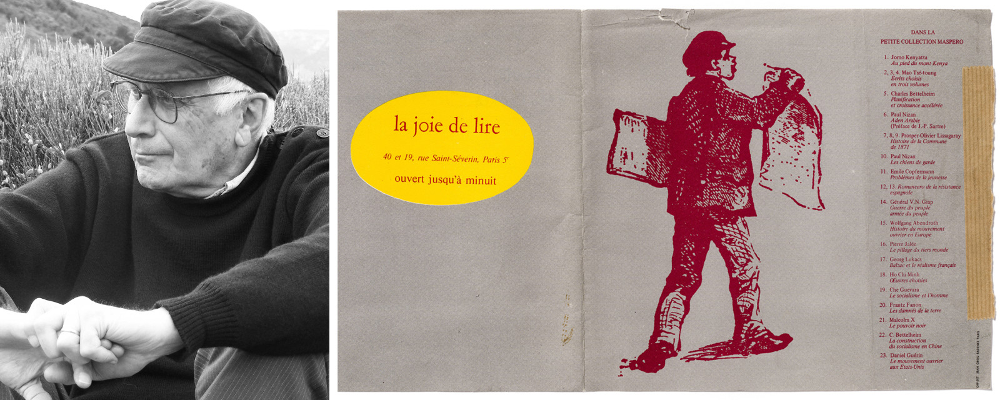 la joie de lire
40 et 19, rue Saint-Séverin, Paris 5e
ouvert jusqu'à minuit
DANS LA
PETITE COLLECTION MASPERO
1. Jomo Kenyatta
Au pied du mont Kenya
2, 3, 4. Mao Tsé-toung
Ecrits choisis
en trois volumes
5. Charles Bettelheim
Planification
et croissance accélérée
6. Paul Nizan
Aden Arabie
(Préface de J.-P. Sartre)
7, 8, 9. Prosper-Olivier Lissagaray
Histoire de la Commune
de 1871
10. Paul Nizan
Les chiens de garde
11. Emile Copfermann
Problèmes de la jeunesse
12, 13. Romancero de la résistance
espagnole
14. Général V.N. Giap
Guerre du peuple
armée du peuple
15. Wolfgang Abendroth
Histoire du mouvement
ouvrier en Europe
16. Pierre Jalée
Le pillage du tiers monde
17. Georg Lukacs
Balzac et le réalisme français
18. Ho Chi Minh
Œuvres choisies
19. Che Guevara
Le socialisme et l'homme
20. Frantz Fanon
Les damnés de la terre
21. Malcolm X
Le pouvoir noir
22. C. Bettelheim
La construction
du socialisme en Chine
23. Daniel Guérin
Le mouvement ouvrier
aux Etats-Unis